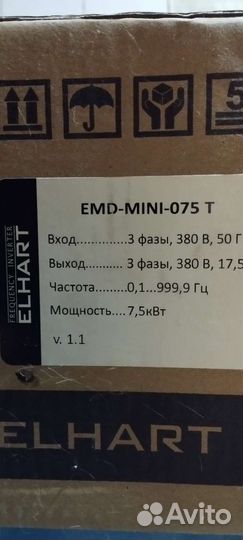 5
EMD-MINI-075 T
Вход..............3 фазы, 380 В, 50 Г
Выход........... 3 фазы, 380 В, 17,5
Частота..........0,1...999,9 Гц
Мощность....7,5кВт
v. 1.1
FREQUENCY INVERTER
ELHART
ELHART
Avito